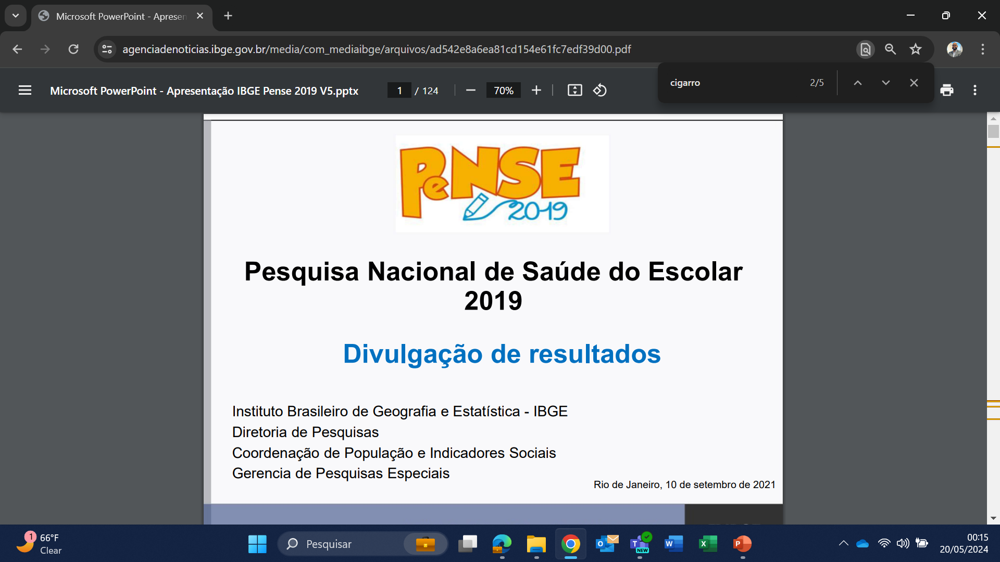 Microsoft PowerPoint - Apresen
agenciadenoticias.ibge.gov.br/media/com_mediaibge/arquivos/ad542e8a6ea81cd154e61fc7edf39d00.pdf
cigarro 2/5
Microsoft PowerPoint - Apresentação IBGE Pense 2019 V5.pptx 1 / 124 70%
PeNSE
2019
Pesquisa Nacional de Saúde do Escolar
2019
Divulgação de resultados
Instituto Brasileiro de Geografia e Estatística - IBGE
Diretoria de Pesquisas
Coordenação de População e Indicadores Sociais
Gerencia de Pesquisas Especiais
Rio de Janeiro, 10 de setembro de 2021
1
66°F
Clear
Pesquisar
NEW
00:15
20/05/2024